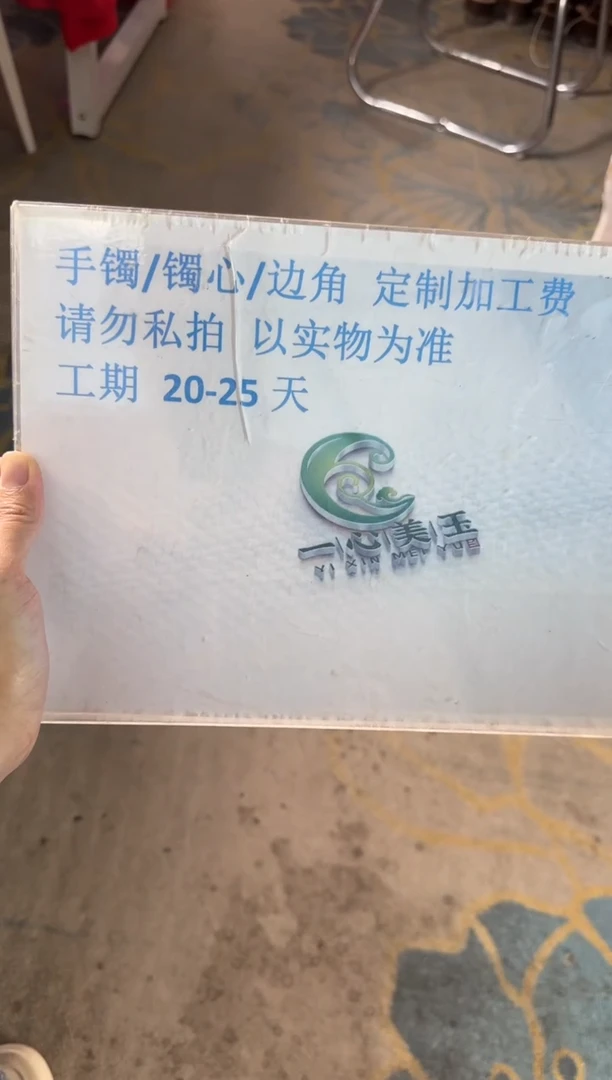 手镯/镯心/边角 定制加工费
请勿私拍 以实物为准
工期 20-25 天
一心美玉
YI XIN MEI YUE